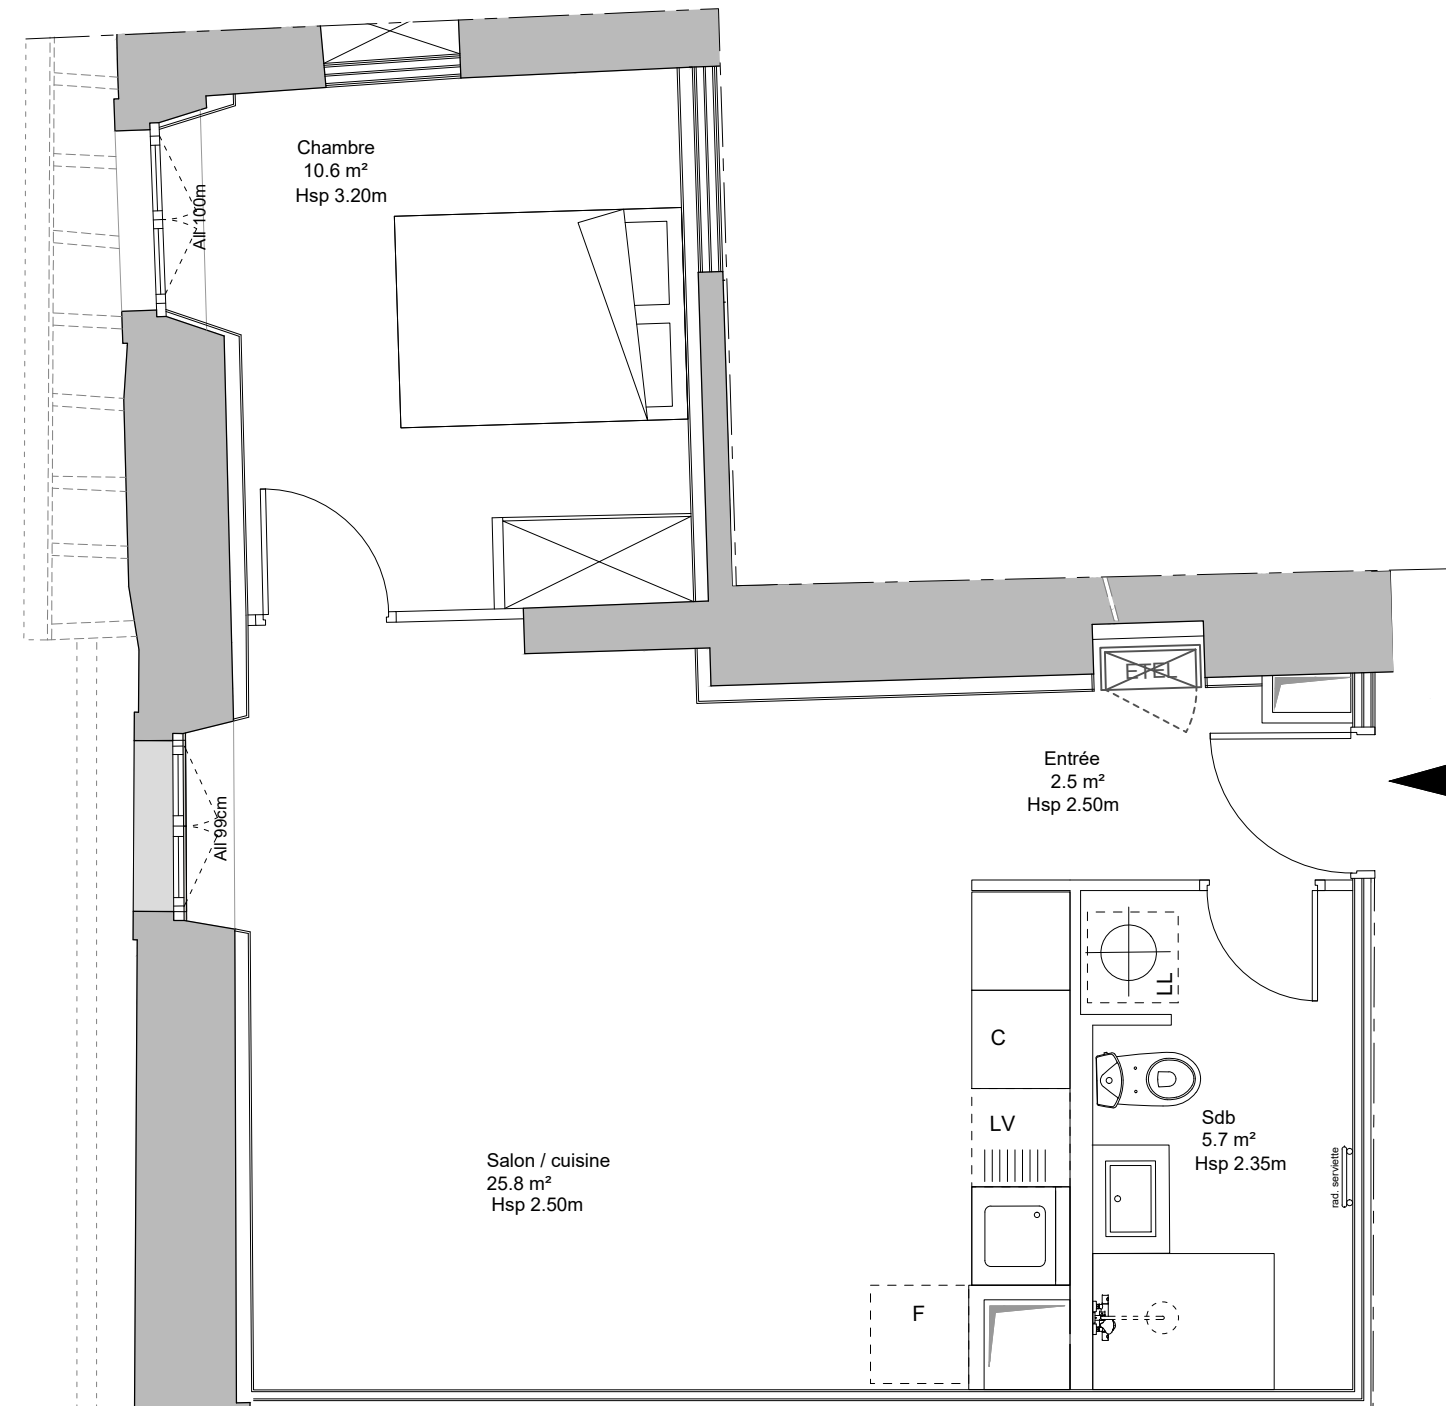 Chambre
10.6 m²
Hsp 3.20m
All 100m
ETEL
Entrée
2.5 m²
Hsp 2.50m
All 99cm
LL
C
LV
Sdb
5.7 m²
Hsp 2.35m
rad. serviette
Salon / cuisine
25.8 m²
Hsp 2.50m
F